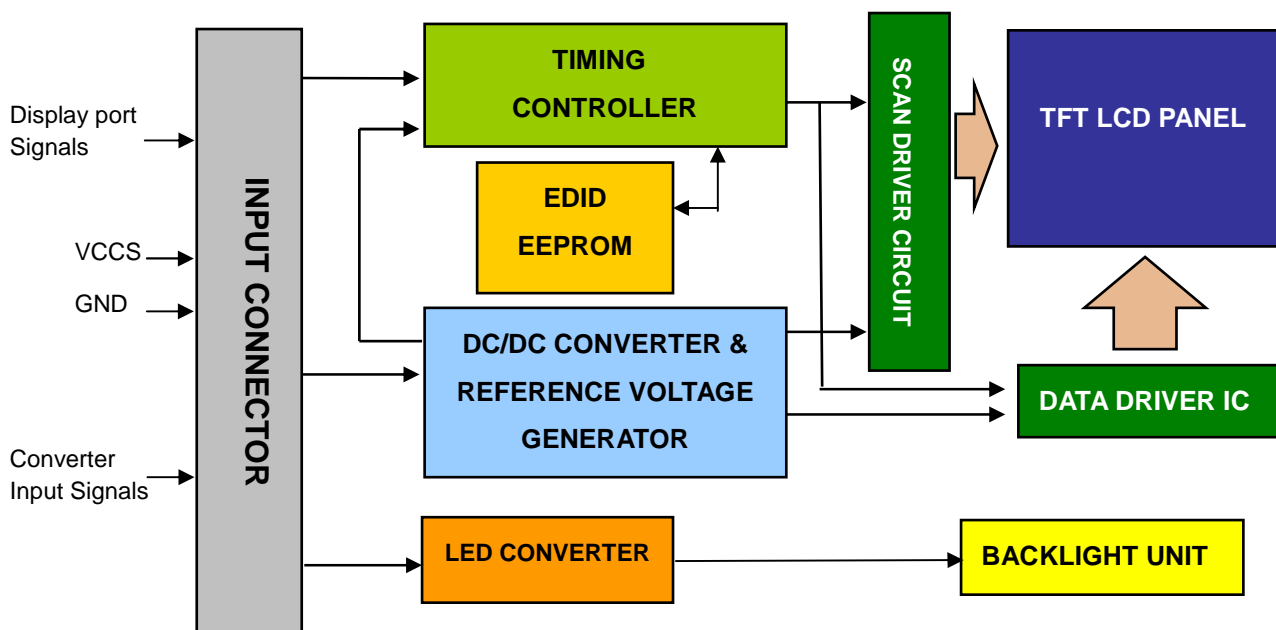 Display port
Signals
VCCS
GND
Converter
Input Signals
INPUT CONNECTOR
TIMING
CONTROLLER
EDID
EEPROM
DC/DC CONVERTER &
REFERENCE VOLTAGE
GENERATOR
LED CONVERTER
SCAN DRIVER CIRCUIT
TFT LCD PANEL
DATA DRIVER IC
BACKLIGHT UNIT